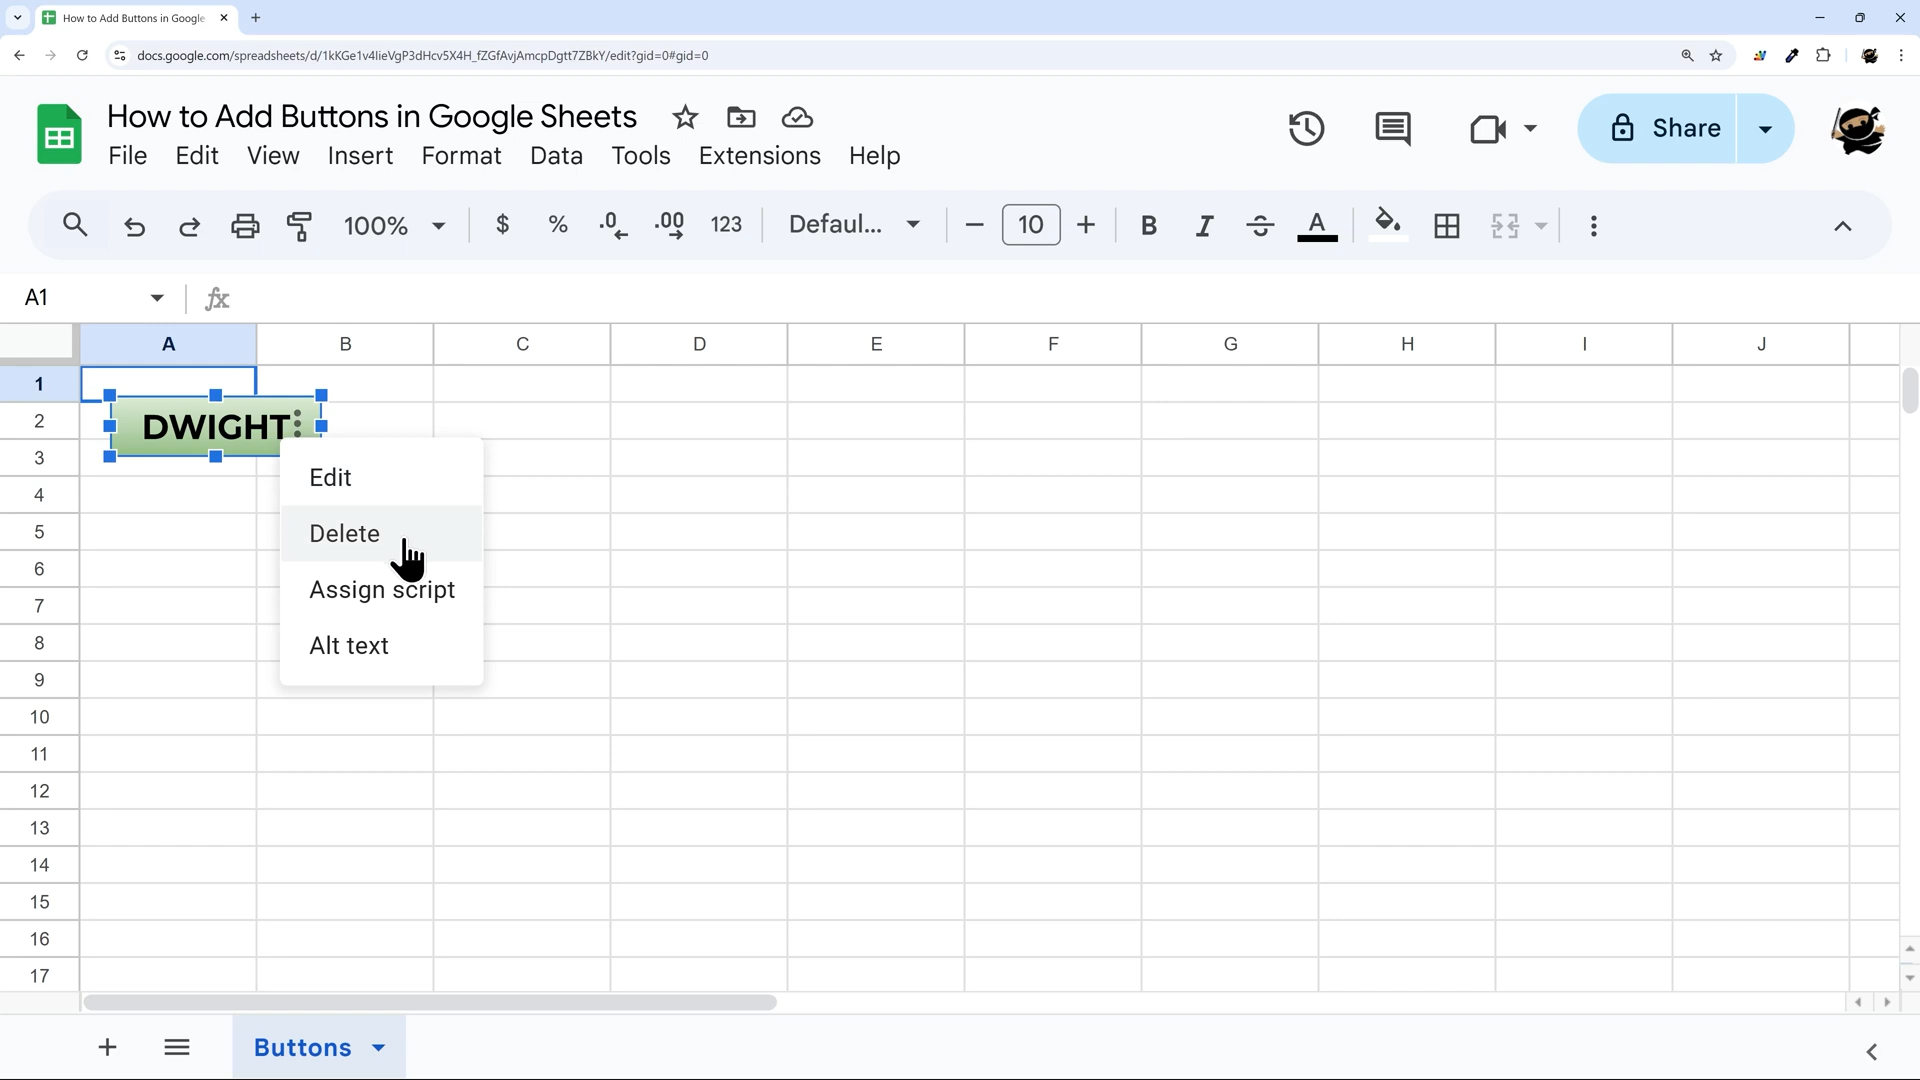 How to Add Buttons in Google
docs.google.com/spreadsheets/d/1kKGe1v4lieVgP3dHcv5X4H_fZGfAvjAmcpDgtt7ZBkY/edit?gid=0#gid=0
How to Add Buttons in Google Sheets
File Edit View Insert Format Data Tools Extensions Help
Share
100% $ % .0 .00 123 Defaul... 10 B I A
A1 fx
A B C D E F G H I J
1
2
DWIGHT
3
Edit
4
Delete
5
6
Assign script
7
8
Alt text
9
10
11
12
13
14
15
16
17
Buttons